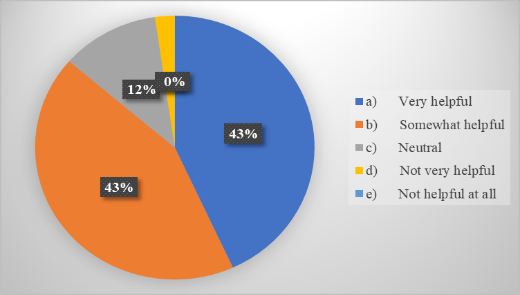 12%
0%
43%
43%
a) Very helpful
b) Somewhat helpful
c) Neutral
d) Not very helpful
e) Not helpful at all